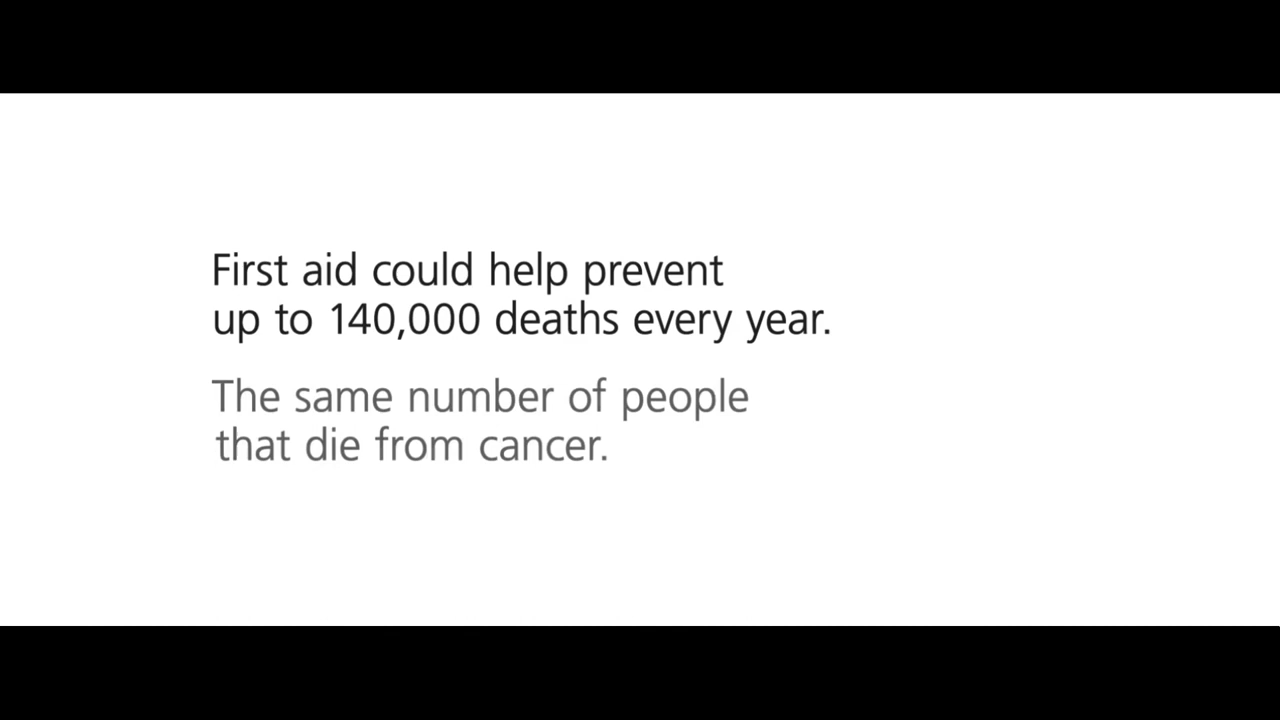 First aid could help prevent
up to 140,000 deaths every year.
The same number of people
that die from cancer.